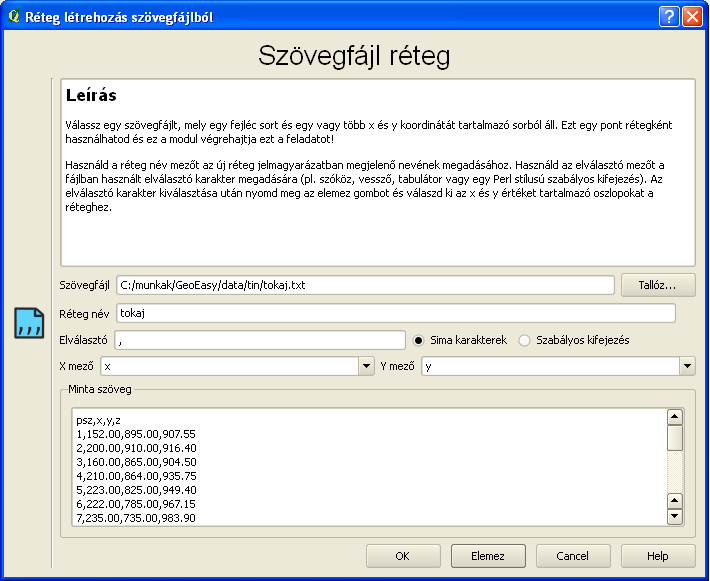 Réteg létrehozás szövegfájlból
Szövegfájl réteg
Leírás
Válassz egy szövegfájlt, mely egy fejléc sort és egy vagy több x és y koordinátát tartalmazó sorból áll. Ezt egy pont rétegként
használhatod és ez a modul végrehajtja ezt a feladatot!
Használd a réteg név mezőt az új réteg jelmagyarázatban megjelenő nevének megadásához. Használd az elválasztó mezőt a
fájlban használt elválasztó karakter megadására (pl. szóköz, vessző, tabulátor vagy egy Perl stílusú szabályos kifejezés). Az
elválasztó karakter kiválasztása után nyomd meg az elemez gombot és válaszd ki az x és y értéket tartalmazó oszlopokat a
réteghez.
Szövegfájl C:/munkak/GeoEasy/data/tin/tokaj.txt Tallóz...
Réteg név tokaj
Elválasztó , Sima karakterek Szabályos kifejezés
X mező x Y mező y
Minta szöveg
psz,x,y,z
1,152.00,895.00,907.55
2,200.00,910.00,916.40
3,160.00,865.00,904.50
4,210.00,864.00,935.75
5,223.00,825.00,949.40
6,222.00,785.00,967.15
7,235.00,735.00,983.90
OK Elemez Cancel Help